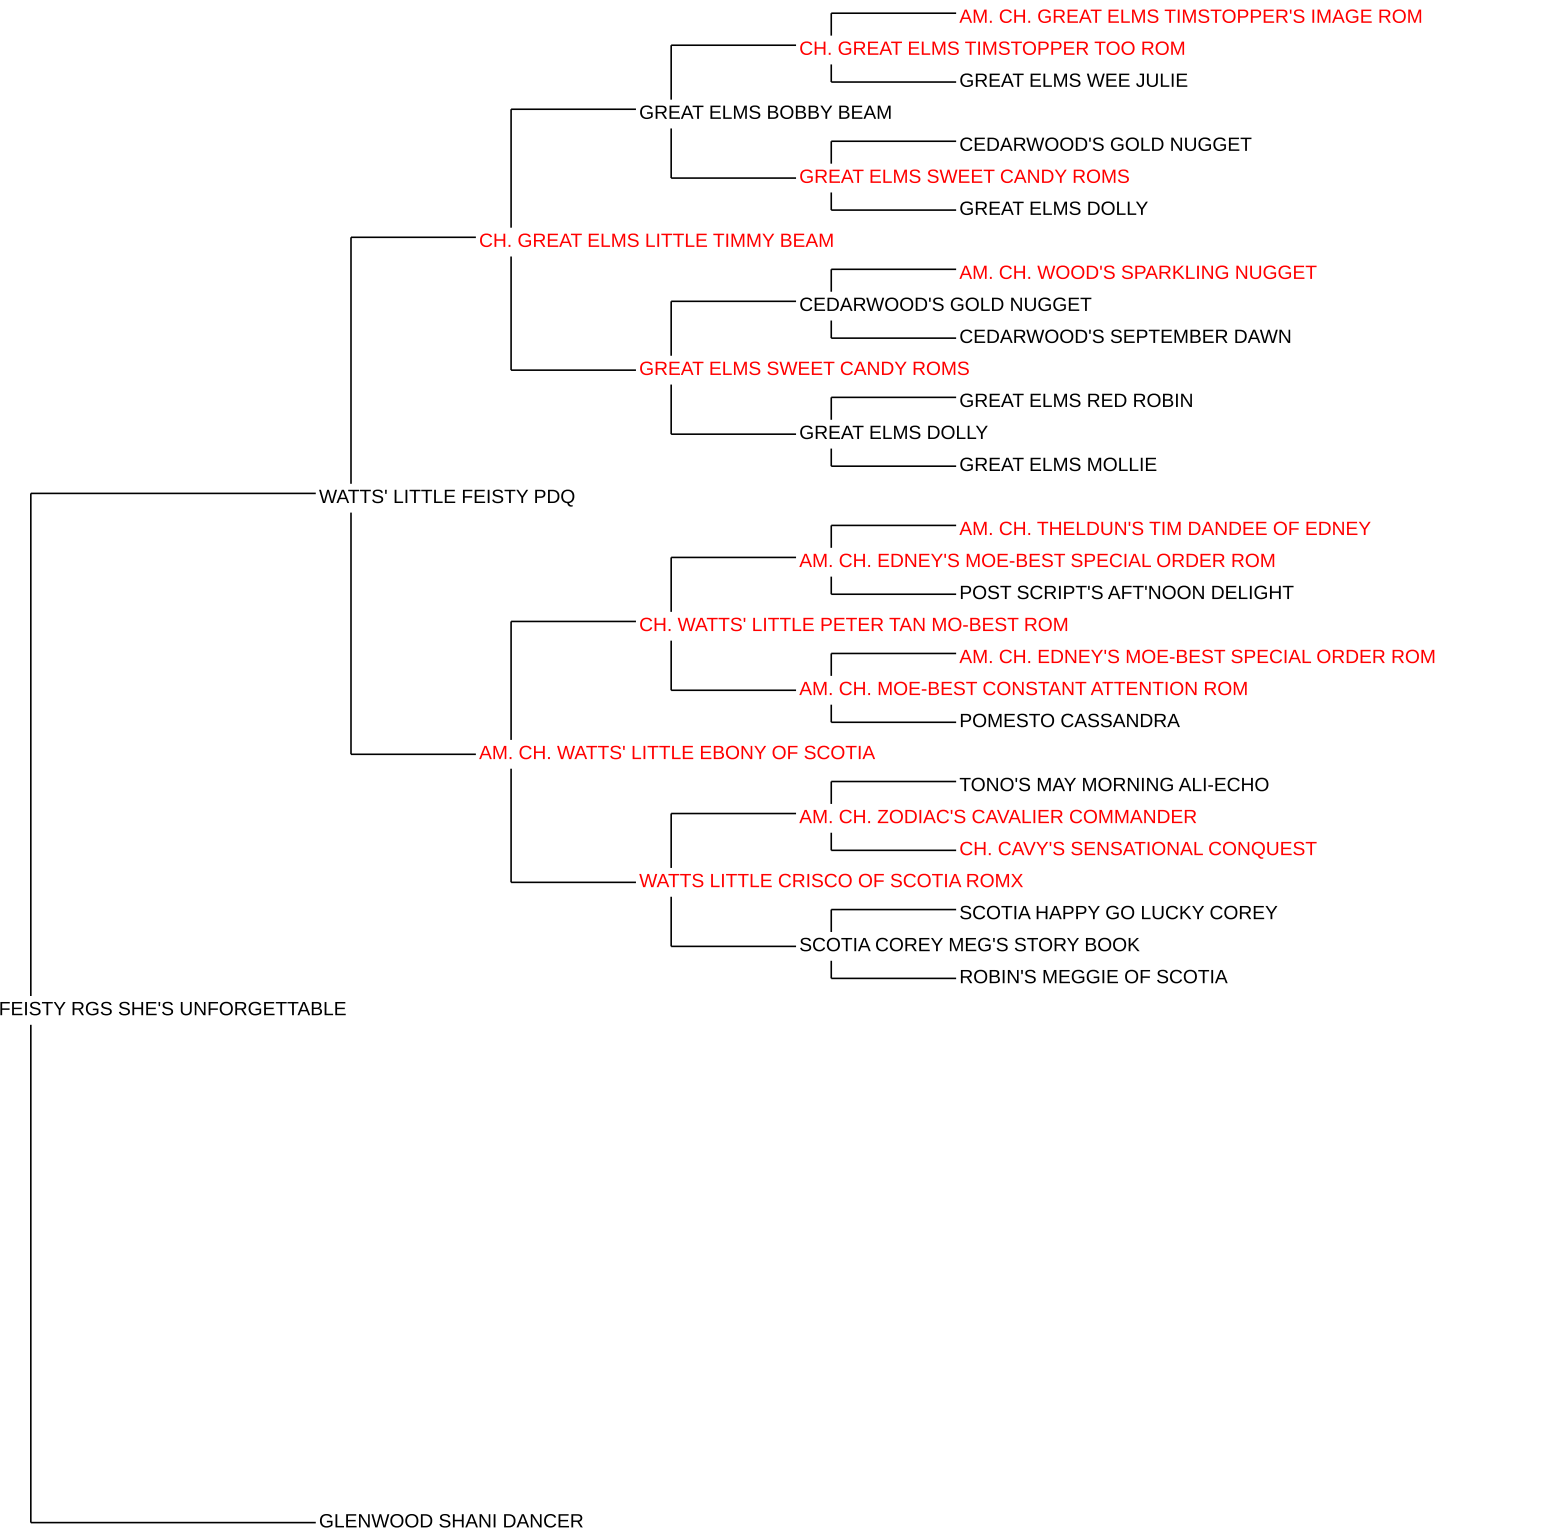 AM. CH. GREAT ELMS TIMSTOPPER'S IMAGE ROM
CH. GREAT ELMS TIMSTOPPER TOO ROM
GREAT ELMS WEE JULIE
GREAT ELMS BOBBY BEAM
CEDARWOOD'S GOLD NUGGET
GREAT ELMS SWEET CANDY ROMS
GREAT ELMS DOLLY
CH. GREAT ELMS LITTLE TIMMY BEAM
AM. CH. WOOD'S SPARKLING NUGGET
CEDARWOOD'S GOLD NUGGET
CEDARWOOD'S SEPTEMBER DAWN
GREAT ELMS SWEET CANDY ROMS
GREAT ELMS RED ROBIN
GREAT ELMS DOLLY
GREAT ELMS MOLLIE
WATTS' LITTLE FEISTY PDQ
AM. CH. THELDUN'S TIM DANDEE OF EDNEY
AM. CH. EDNEY'S MOE-BEST SPECIAL ORDER ROM
POST SCRIPT'S AFT'NOON DELIGHT
CH. WATTS' LITTLE PETER TAN MO-BEST ROM
AM. CH. EDNEY'S MOE-BEST SPECIAL ORDER ROM
AM. CH. MOE-BEST CONSTANT ATTENTION ROM
POMESTO CASSANDRA
AM. CH. WATTS' LITTLE EBONY OF SCOTIA
TONO'S MAY MORNING ALI-ECHO
AM. CH. ZODIAC'S CAVALIER COMMANDER
CH. CAVY'S SENSATIONAL CONQUEST
WATTS LITTLE CRISCO OF SCOTIA ROMX
SCOTIA HAPPY GO LUCKY COREY
SCOTIA COREY MEG'S STORY BOOK
ROBIN'S MEGGIE OF SCOTIA
FEISTY RGS SHE'S UNFORGETTABLE
GLENWOOD SHANI DANCER